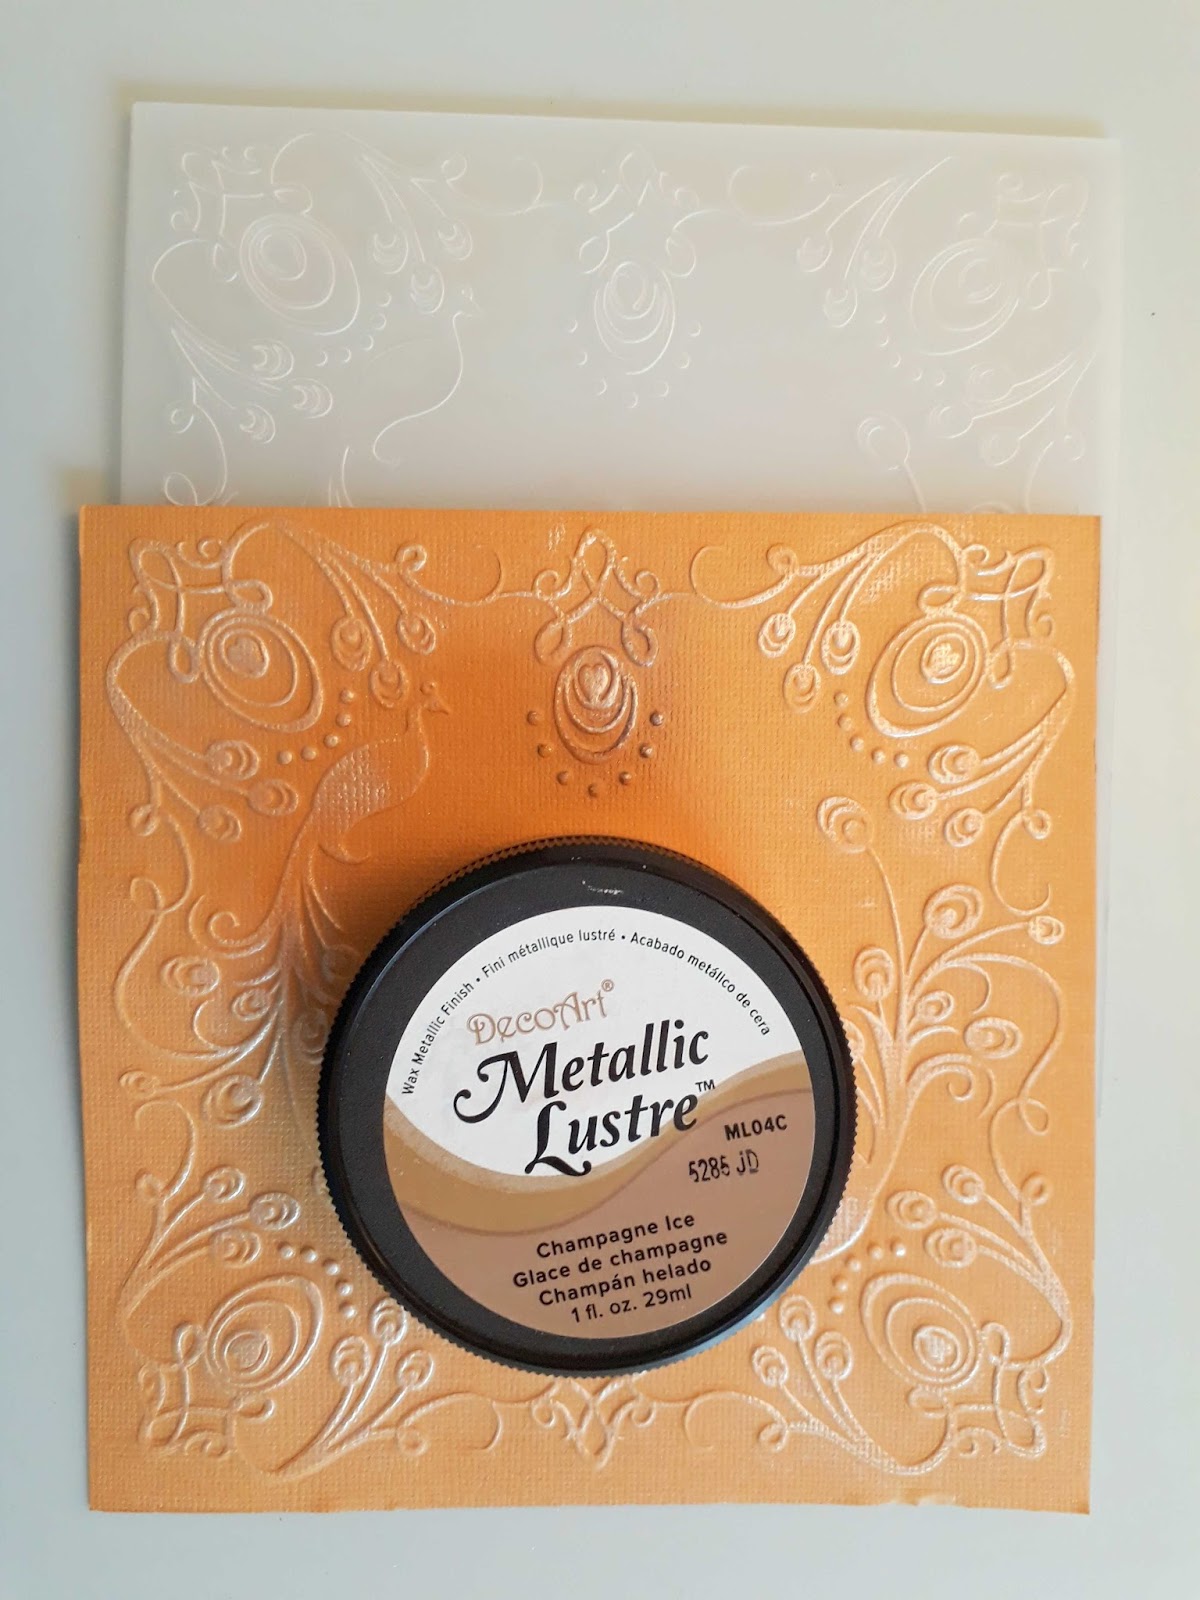 Wax Metallic Finish • Fini métallique lustré • Acabado metálico de cera
DecoArt®
Metallic
Lustre™
ML04C
5285 JD
Champagne Ice
Glace de champagne
Champán helado
1 fl. oz. 29ml